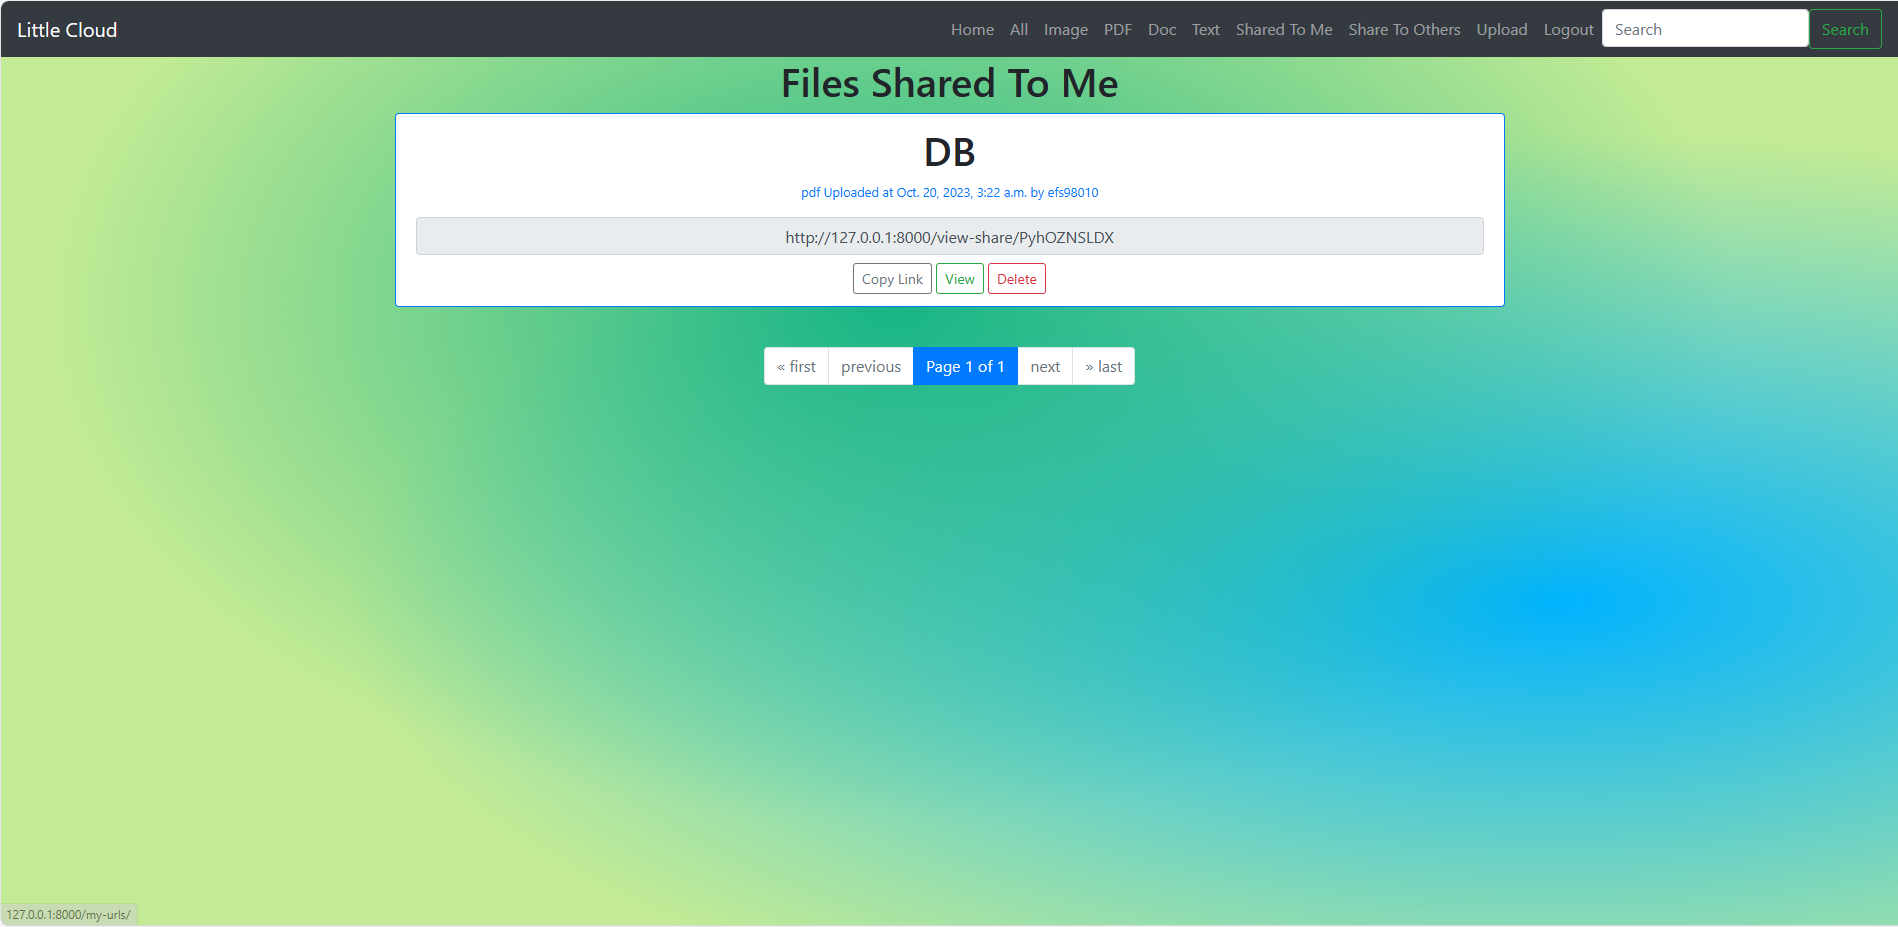 Little Cloud Home All Image PDF Doc Text Shared To Me Share To Others Upload Logout Search Search
Files Shared To Me
DB
pdf Uploaded at Oct. 20, 2023, 3:22 a.m. by efs98010
http://127.0.0.1:8000/view-share/PyhOZNSLDX
Copy Link View Delete
« first previous Page 1 of 1 next » last
127.0.0.1:8000/my-urls/